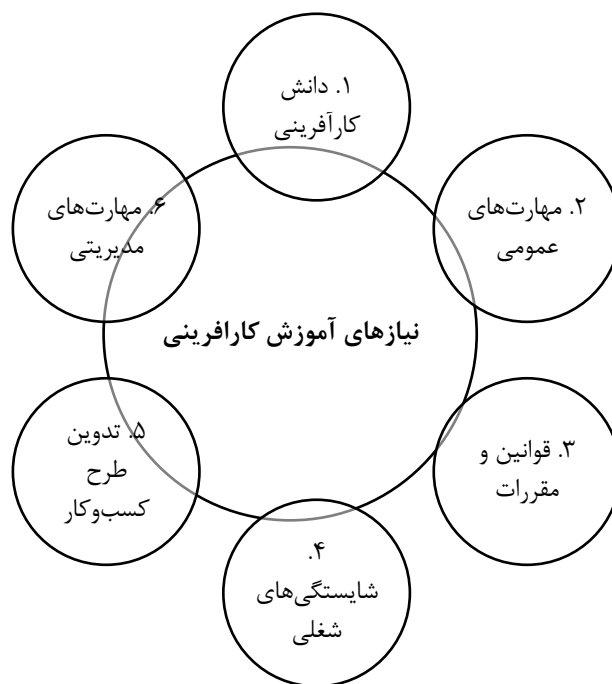 ۱. دانش
کارآفرینی
۲. مهارت‌های
عمومی
۳. قوانین و
مقررات
۴.
شایستگی‌های
شغلی
۵. تدوین
طرح
کسب‌وکار
۶. مهارت‌های
مدیریتی
نیازهای آموزش کارافرینی